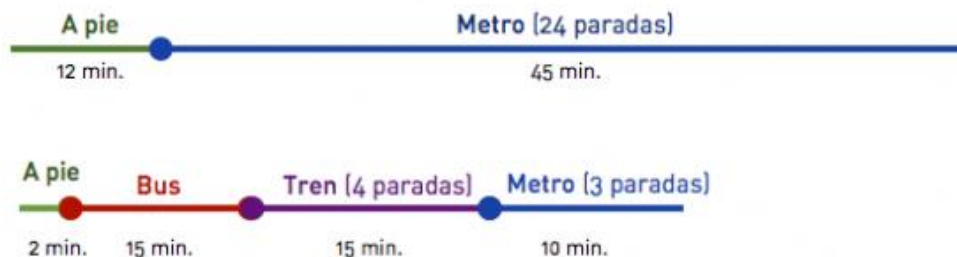 A pie Metro (24 paradas)
12 min. 45 min.
A pie Bus Tren (4 paradas) Metro (3 paradas)
2 min. 15 min. 15 min. 10 min.